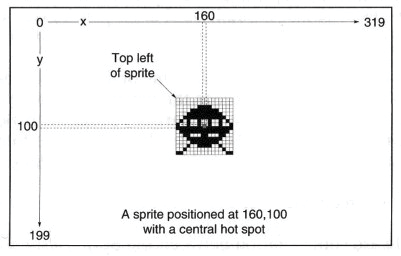 160
0 x 319
y
Top left
of sprite
100
A sprite positioned at 160,100
with a central hot spot
199